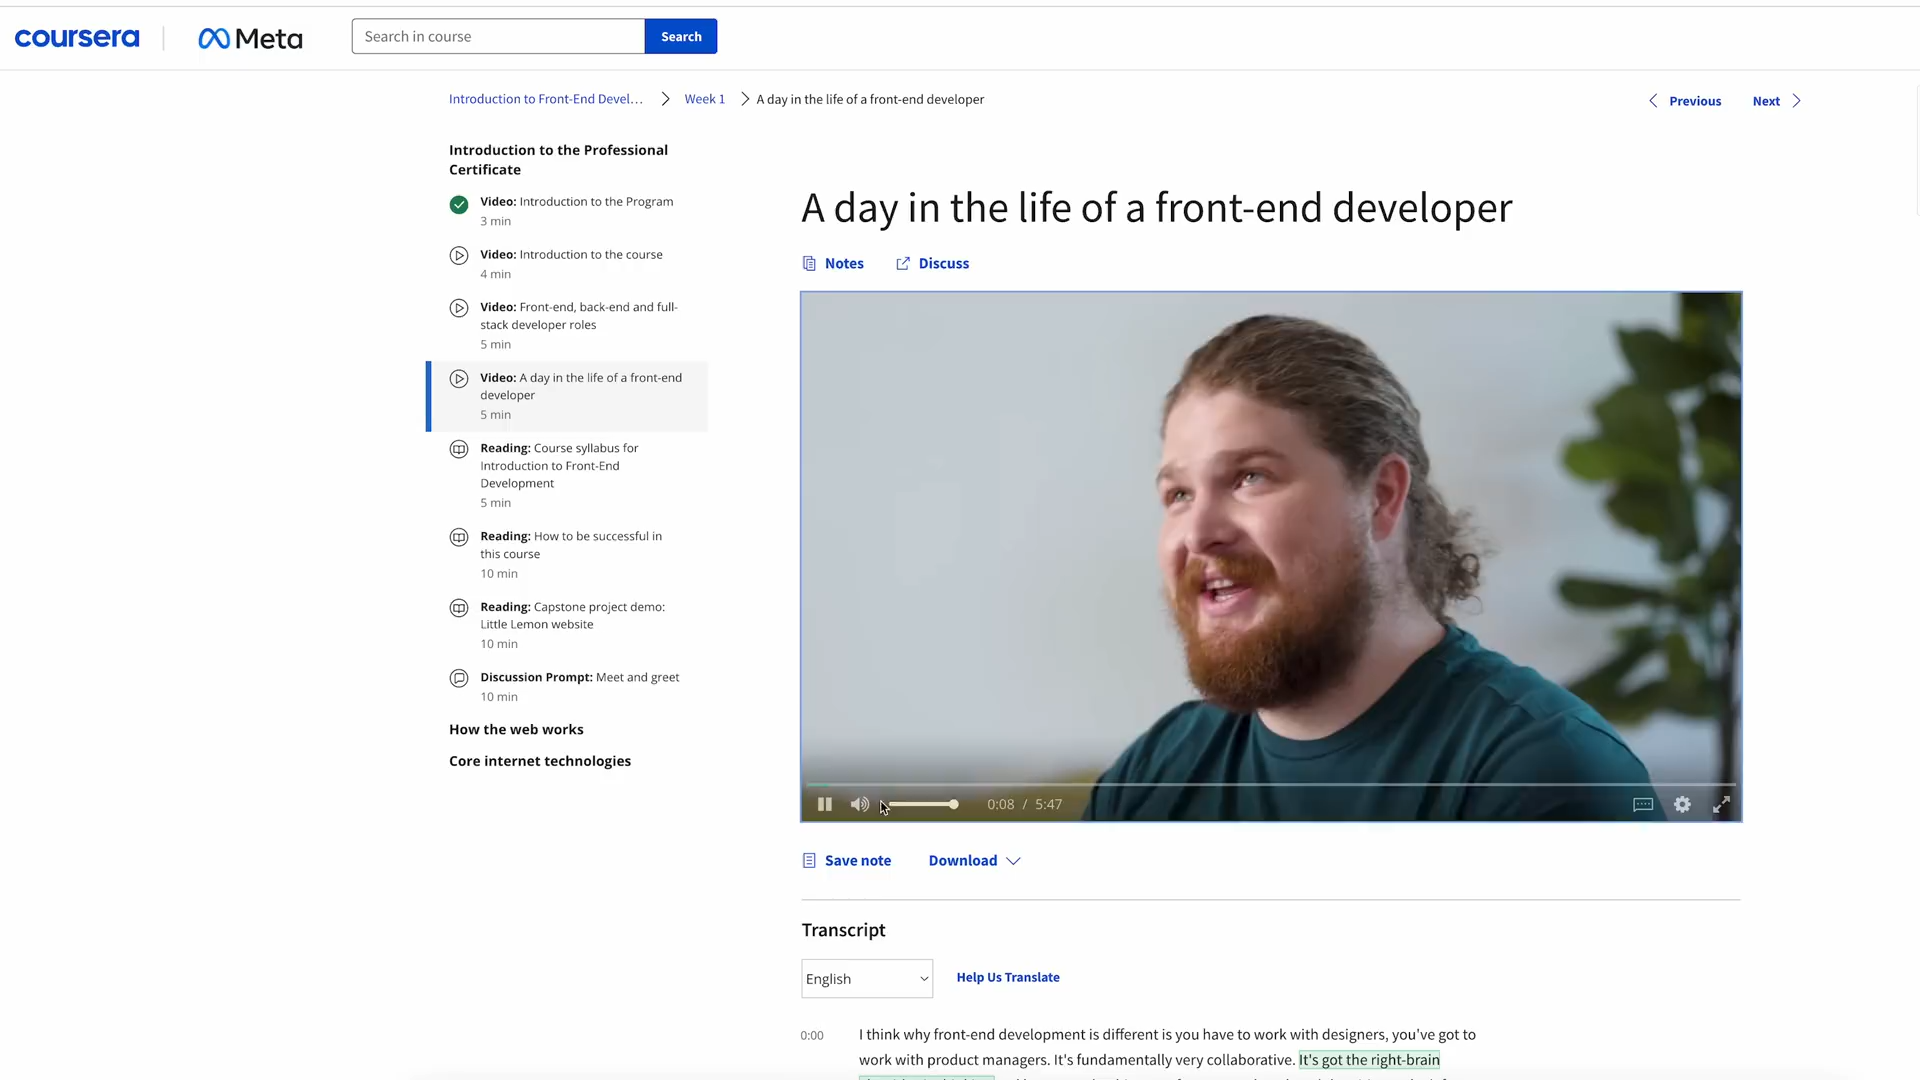 coursera
Meta
Search in course
Search
Introduction to Front-End Devel...
Week 1
A day in the life of a front-end developer
Previous
Next
Introduction to the Professional
Certificate
Video: Introduction to the Program
3 min
Video: Introduction to the course
4 min
Video: Front-end, back-end and full-
stack developer roles
5 min
Video: A day in the life of a front-end
developer
5 min
Reading: Course syllabus for
Introduction to Front-End
Development
5 min
Reading: How to be successful in
this course
10 min
Reading: Capstone project demo:
Little Lemon website
10 min
Discussion Prompt: Meet and greet
10 min
How the web works
Core internet technologies
A day in the life of a front-end developer
Notes
Discuss
0:08 / 5:47
Save note
Download
Transcript
English
Help Us Translate
0:00
I think why front-end development is different is you have to work with designers, you've got to
work with product managers. It's fundamentally very collaborative. It's got the right-brain